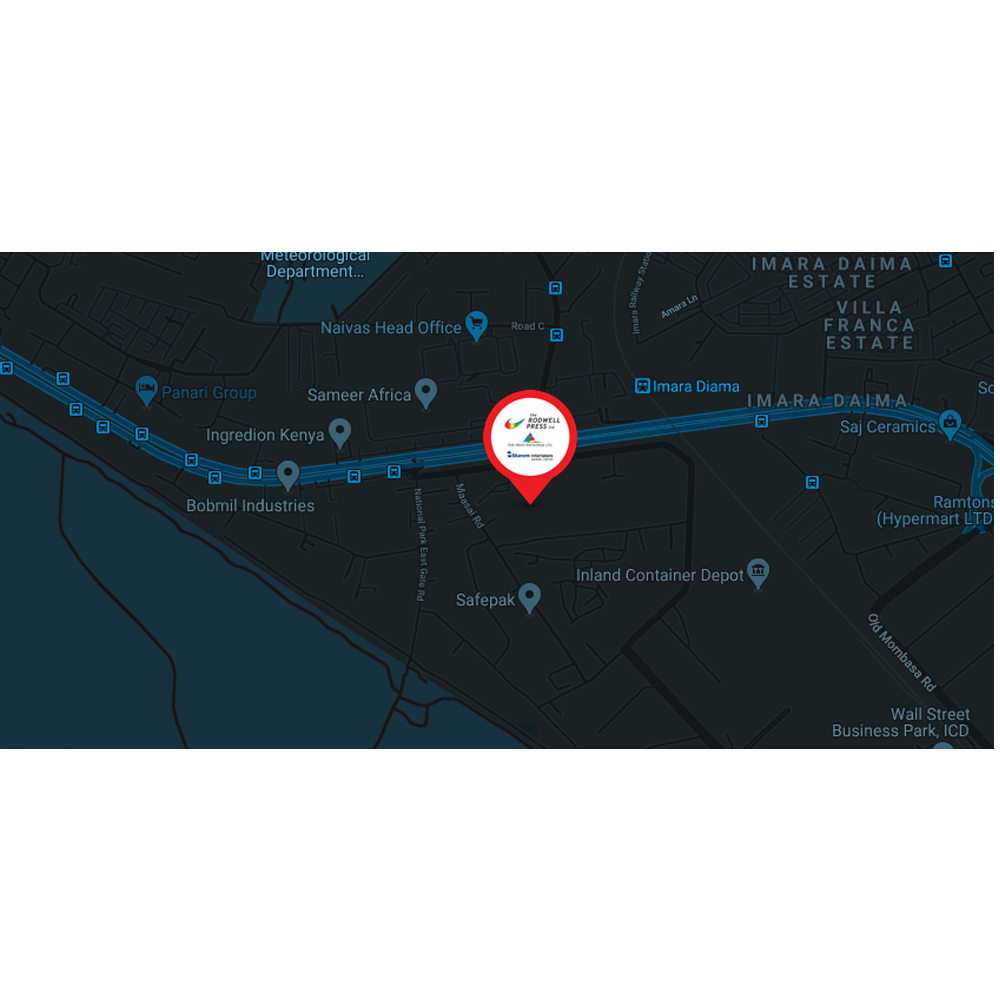 Meteorological
Department...
IMARA DAIMA
ESTATE
VILLA
FRANCA
ESTATE
Imara Railway Static
Amara Ln
Naivas Head Office
Road C
Panari Group
Sameer Africa
Imara Diama
IMARA DAIMA
Saj Ceramics
Ingredion Kenya
The
RODWELL
PRESS Ltd
THE PRINT EXCHANGE LTD.
Skanem Interlabels
Bobmil Industries
National Park East Gate Rd
Maasai Rd
Ramtons
(Hypermart LTD
Inland Container Depot
Safepak
Old Mombasa Rd
Wall Street
Business Park, ICD